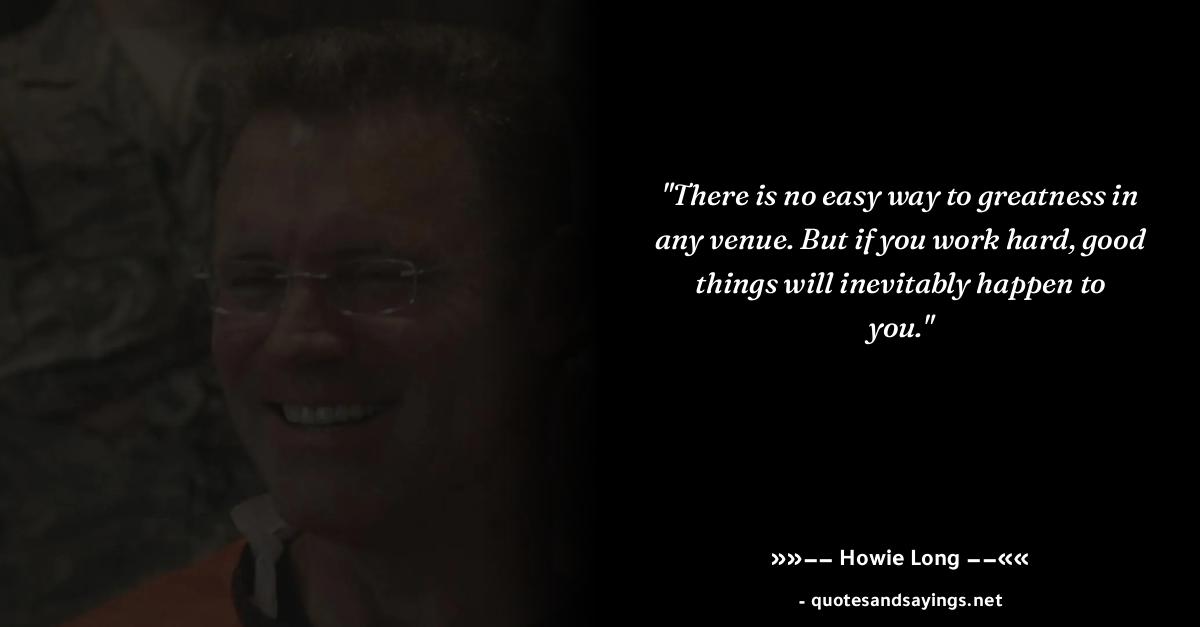 "There is no easy way to greatness in
any venue. But if you work hard, good
things will inevitably happen to
you."
»»−− Howie Long −−««
- quotesandsayings.net